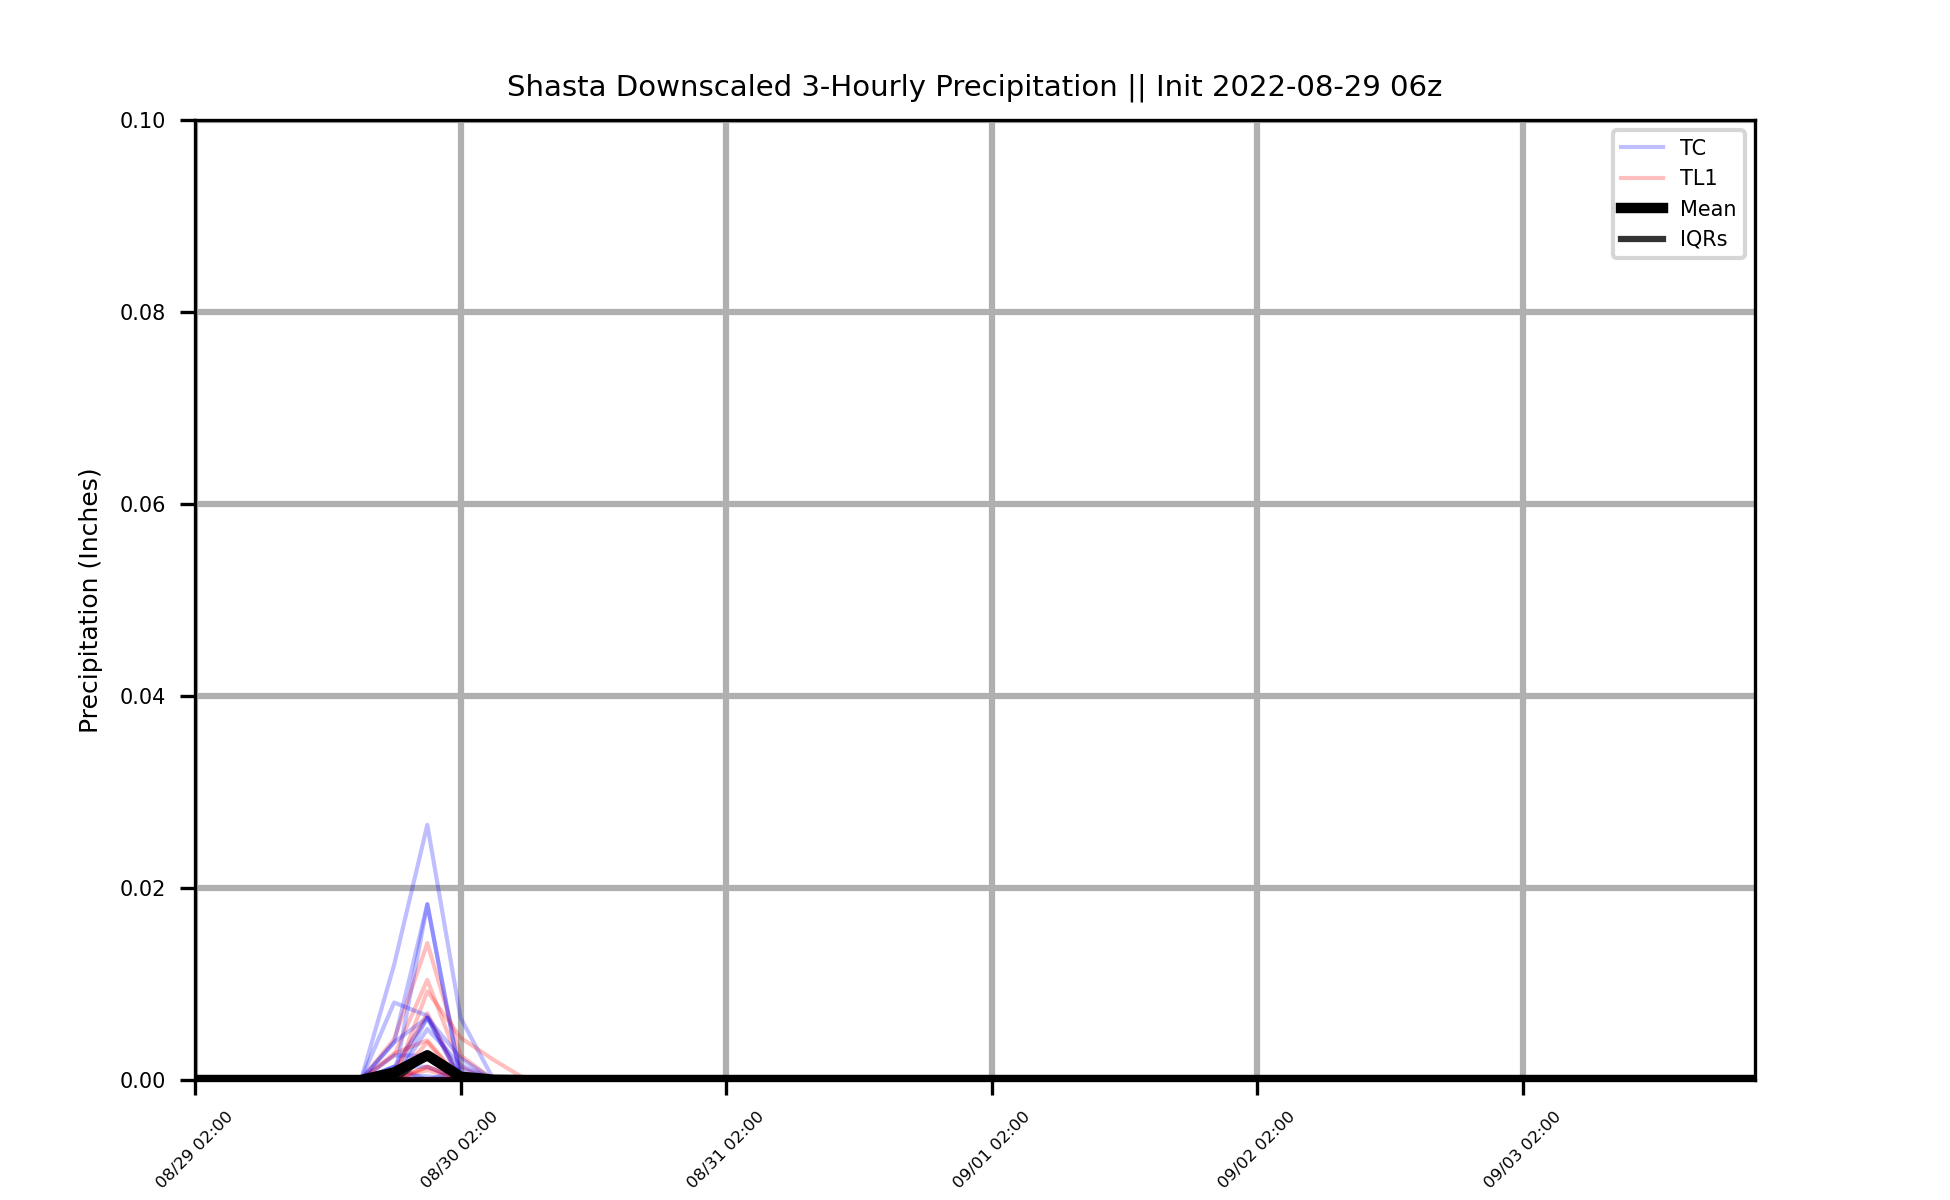 Shasta Downscaled 3-Hourly Precipitation || Init 2022-08-29 06z
TC
TL1
Mean
IQRs
Precipitation (Inches)
0.10
0.08
0.06
0.04
0.02
0.00
08/29 02:00
08/30 02:00
08/31 02:00
09/01 02:00
09/02 02:00
09/03 02:00